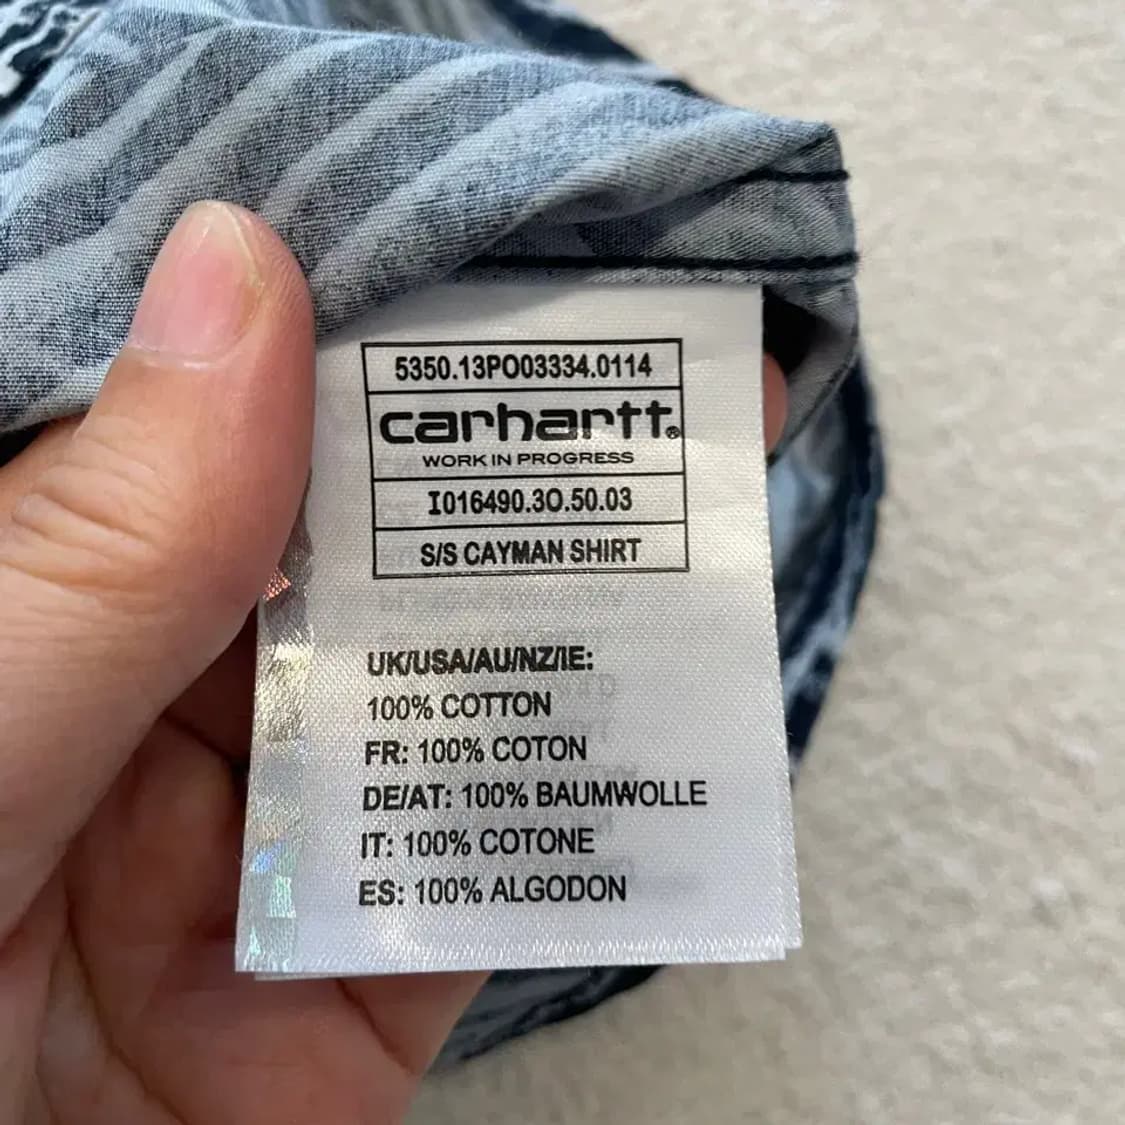 5350.13PO03334.0114
carhartt®
WORK IN PROGRESS
I016490.3O.50.03
S/S CAYMAN SHIRT
UK/USA/AU/NZ/IE:
100% COTTON
FR: 100% COTON
DE/AT: 100% BAUMWOLLE
IT: 100% COTONE
ES: 100% ALGODON